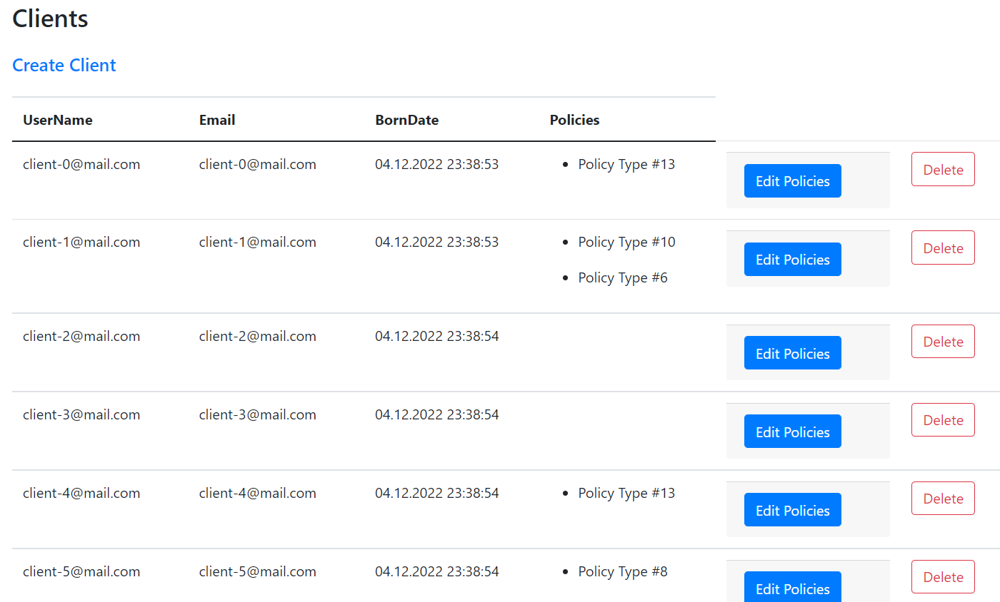 Clients
Create Client
UserName Email BornDate Policies
client-0@mail.com client-0@mail.com 04.12.2022 23:38:53 • Policy Type #13 Edit Policies Delete
client-1@mail.com client-1@mail.com 04.12.2022 23:38:53 • Policy Type #10 Edit Policies Delete
• Policy Type #6
client-2@mail.com client-2@mail.com 04.12.2022 23:38:54 Edit Policies Delete
client-3@mail.com client-3@mail.com 04.12.2022 23:38:54 Edit Policies Delete
client-4@mail.com client-4@mail.com 04.12.2022 23:38:54 • Policy Type #13 Edit Policies Delete
client-5@mail.com client-5@mail.com 04.12.2022 23:38:54 • Policy Type #8 Edit Policies Delete